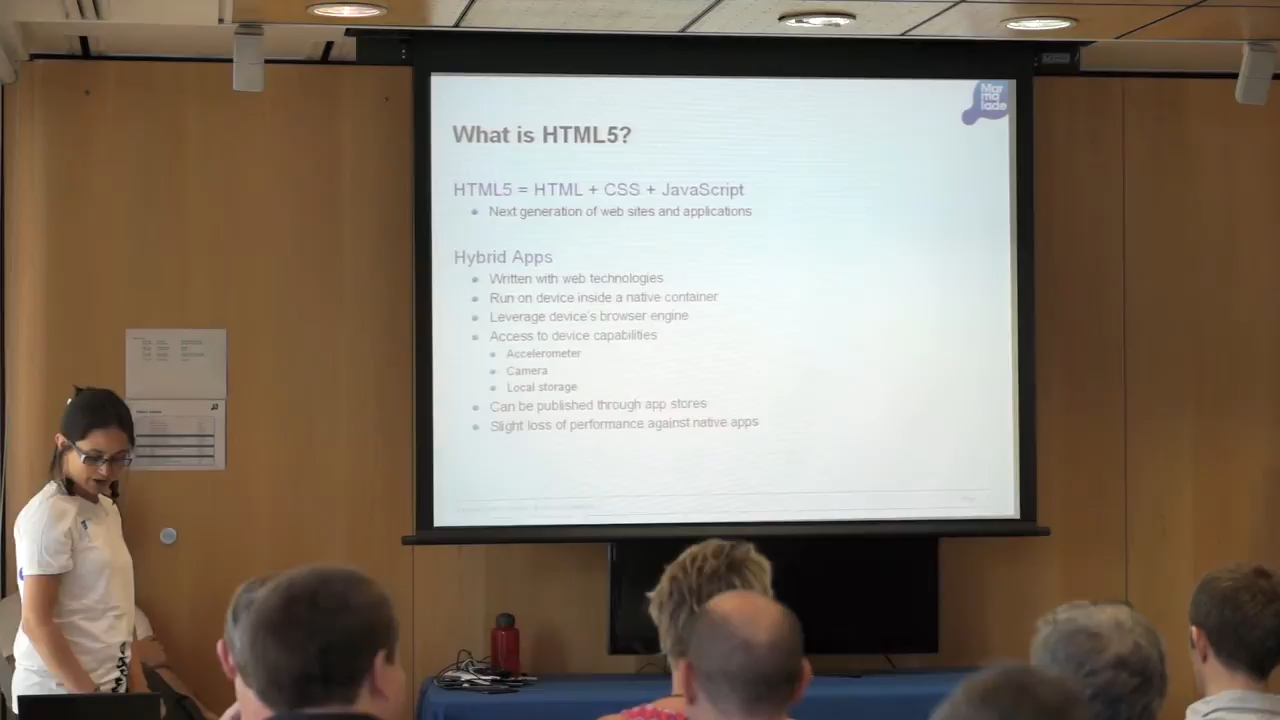 Mar
ma
lade
What is HTML5?
HTML5 = HTML + CSS + JavaScript
Next generation of web sites and applications
Hybrid Apps
Written with web technologies
Run on device inside a native container
Leverage device's browser engine
Access to device capabilities
Accelerometer
Camera
Local storage
Can be published through app stores
Slight loss of performance against native apps